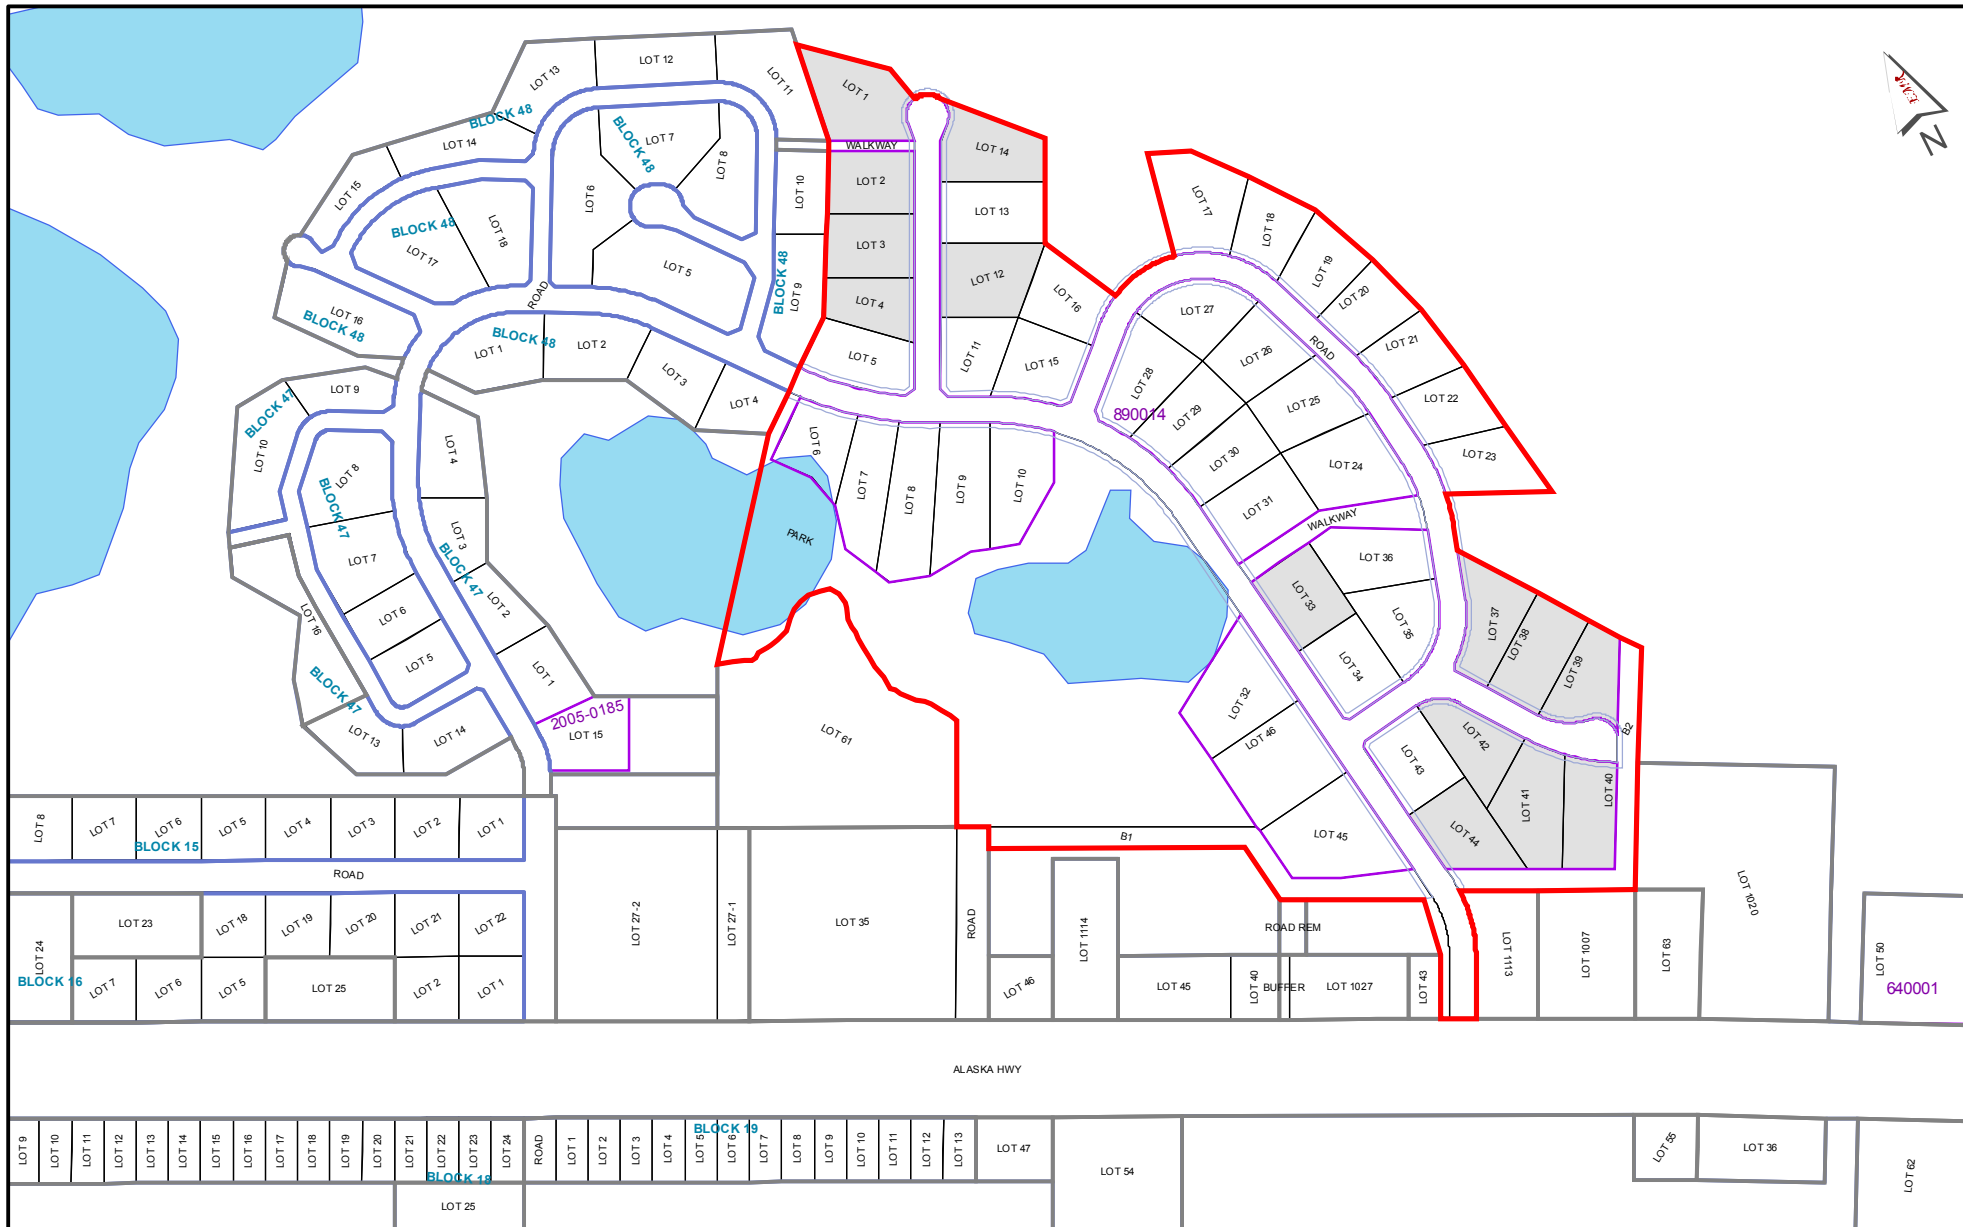 LOT 12
LOT 13
LOT 11
LOT 1
BLOCK 48
LOT 14
LOT 7
BLOCK 48
LOT 8
WALKWAY
LOT 14
LOT 15
LOT 6
LOT 10
LOT 2
LOT 13
LOT 17
LOT 18
BLOCK 48
LOT 17
LOT 18
LOT 5
LOT 3
LOT 12
LOT 19
N
LOT 16
BLOCK 48
ROAD
BLOCK 48
LOT 9
LOT 4
LOT 16
LOT 27
LOT 20
LOT 1
BLOCK 48
LOT 2
LOT 3
LOT 4
LOT 5
LOT 11
LOT 15
LOT 28
LOT 26
ROAD
LOT 21
LOT 9
BLOCK 47
LOT 10
LOT 4
LOT 8
BLOCK 47
LOT 6
LOT 7
LOT 8
LOT 9
LOT 10
890014
LOT 29
LOT 25
LOT 22
LOT 30
LOT 24
LOT 23
LOT 31
WALKWAY
PARK
LOT 3
BLOCK 47
LOT 7
LOT 2
LOT 6
LOT 5
LOT 1
LOT 16
BLOCK 47
LOT 13
LOT 14
2005-0185
LOT 15
LOT 61
LOT 36
LOT 33
LOT 35
LOT 34
LOT 37
LOT 38
LOT 39
LOT 32
LOT 46
LOT 45
LOT 43
LOT 42
LOT 41
LOT 40
LOT 44
B2
B1
LOT 8
LOT 7
LOT 6
LOT 5
LOT 4
LOT 3
LOT 2
LOT 1
BLOCK 15
ROAD
LOT 24
LOT 23
LOT 18
LOT 19
LOT 20
LOT 21
LOT 22
BLOCK 16
LOT 7
LOT 6
LOT 5
LOT 25
LOT 2
LOT 1
LOT 27-2
LOT 27-1
LOT 35
ROAD
LOT 46
LOT 1114
LOT 45
LOT 40
BUFFER
ROAD REM
LOT 1027
LOT 43
LOT 1113
LOT 1007
LOT 63
LOT 1020
LOT 50
640001
ALASKA HWY
LOT 9
LOT 10
LOT 11
LOT 12
LOT 13
LOT 14
LOT 15
LOT 16
LOT 17
LOT 18
LOT 19
LOT 20
LOT 21
LOT 22
LOT 23
LOT 24
BLOCK 18
LOT 25
ROAD
LOT 1
LOT 2
LOT 3
LOT 4
LOT 5
LOT 6
LOT 7
LOT 8
LOT 9
LOT 10
LOT 11
LOT 12
LOT 13
BLOCK 19
LOT 47
LOT 54
LOT 55
LOT 36
LOT 62